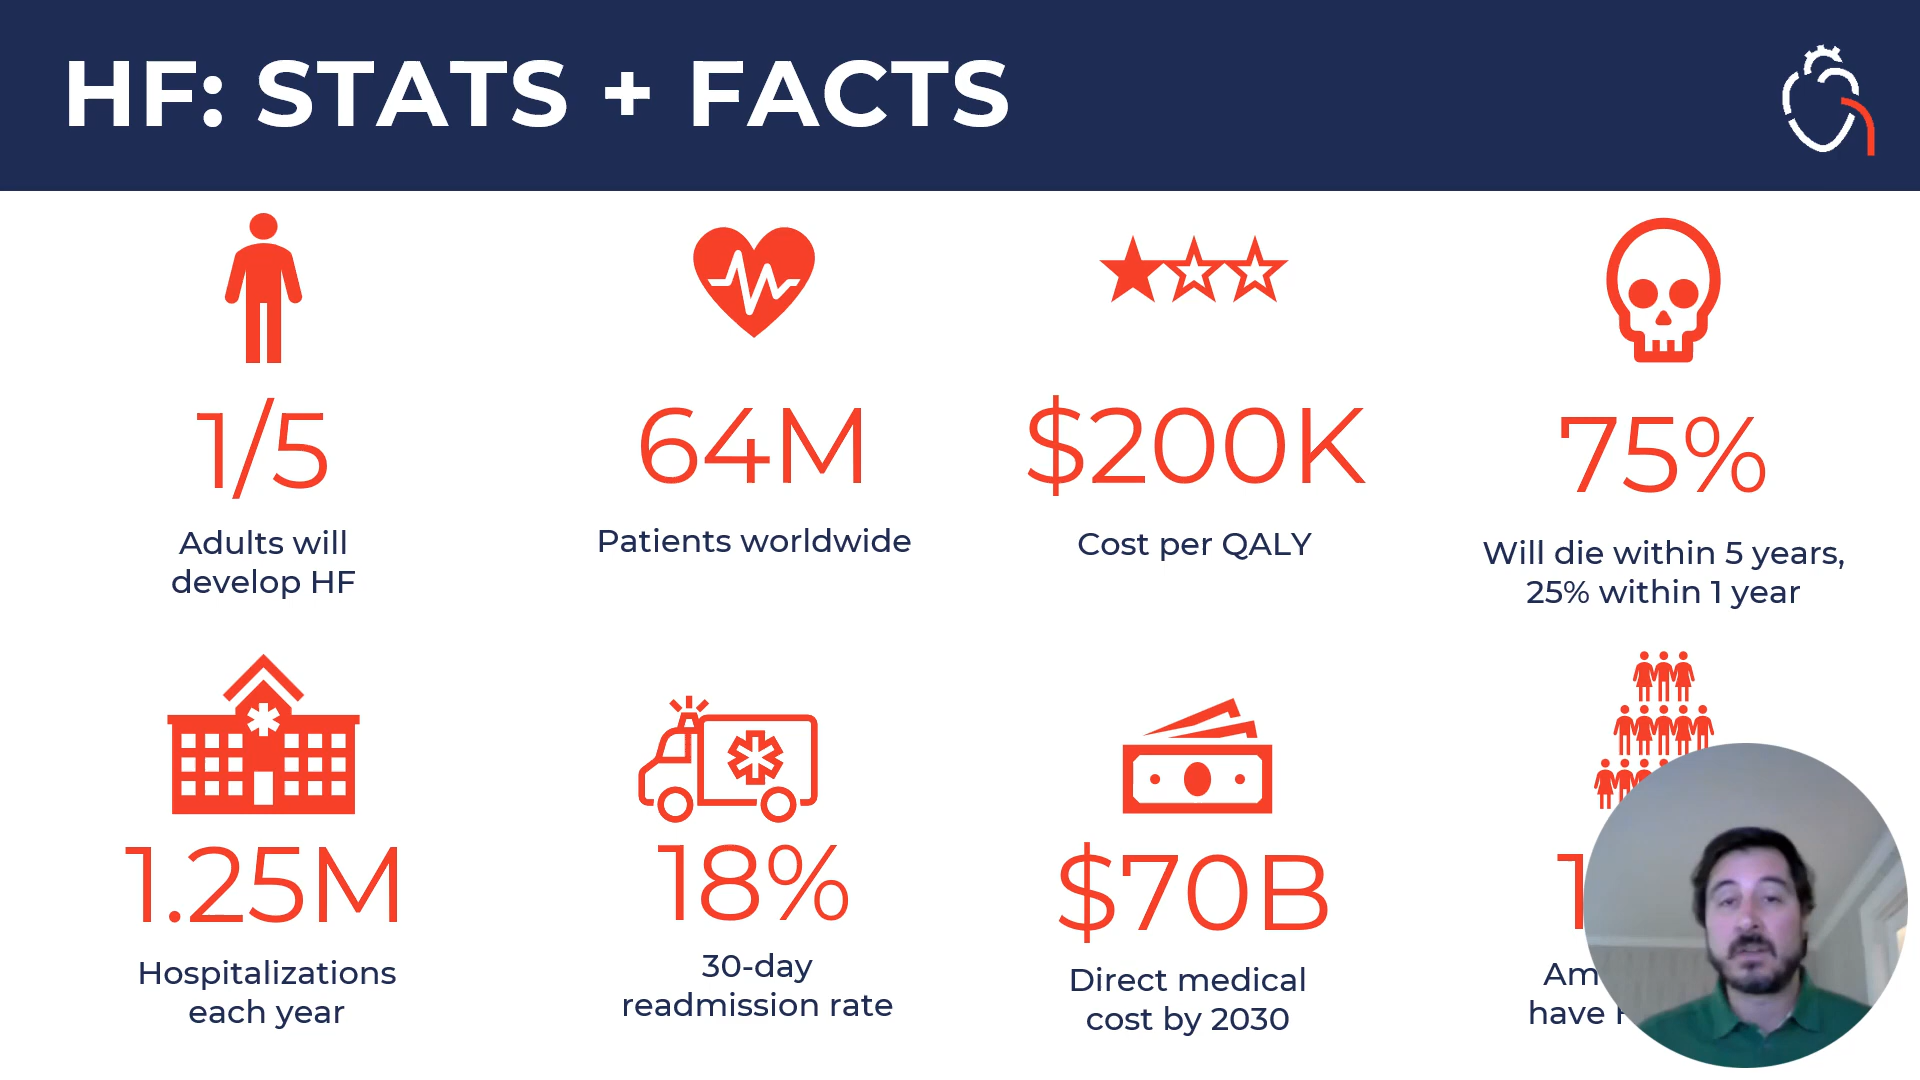 HF: STATS + FACTS
1/5
Adults will
develop HF
64M
Patients worldwide
$200K
Cost per QALY
75%
Will die within 5 years,
25% within 1 year
1.25M
Hospitalizations
each year
18%
30-day
readmission rate
$70B
Direct medical
cost by 2030
have